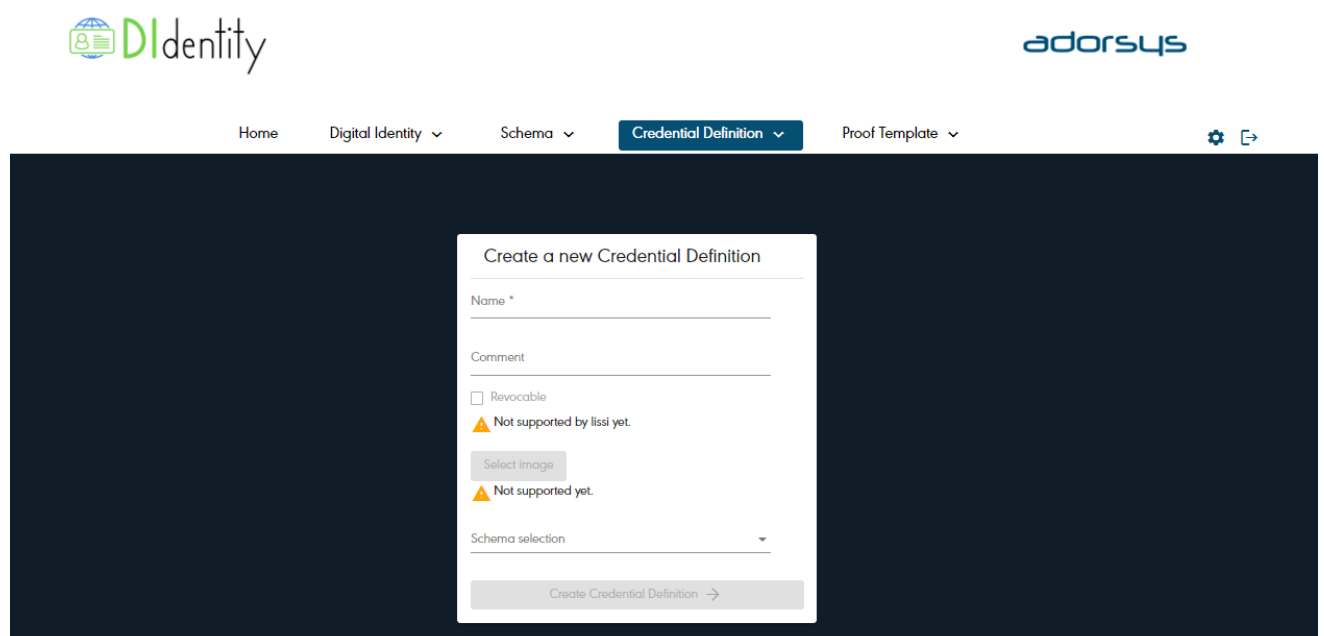 DIdentity
adorsys
Home Digital Identity Schema Credential Definition Proof Template
Create a new Credential Definition
Name *
Comment
Revocable
Not supported by lissi yet.
Select image
Not supported yet.
Schema selection
Create Credential Definition →